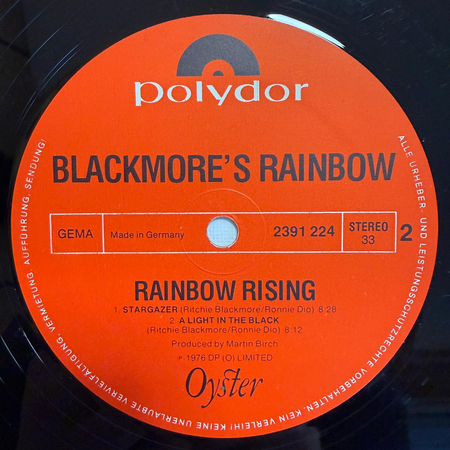 polydor
BLACKMORE'S RAINBOW
GEMA
Made in Germany
2391 224
STEREO
33
2
RAINBOW RISING
1. STARGAZER (Ritchie Blackmore/Ronnie Dio) 8:28
2. A LIGHT IN THE BLACK
(Ritchie Blackmore/Ronnie Dio) 8:12
Produced by Martin Birch
℗ 1976 DP (O) LIMITED
Oyster
ALLE URHEBER- UND LEISTUNGSSCHUTZRECHTE VORBEHALTEN. KEIN VERLEIH! KEINE UNERLAUBTE VERVIELFÄLTIGUNG, VERMIETUNG, AUFFÜHRUNG, SENDUNG!